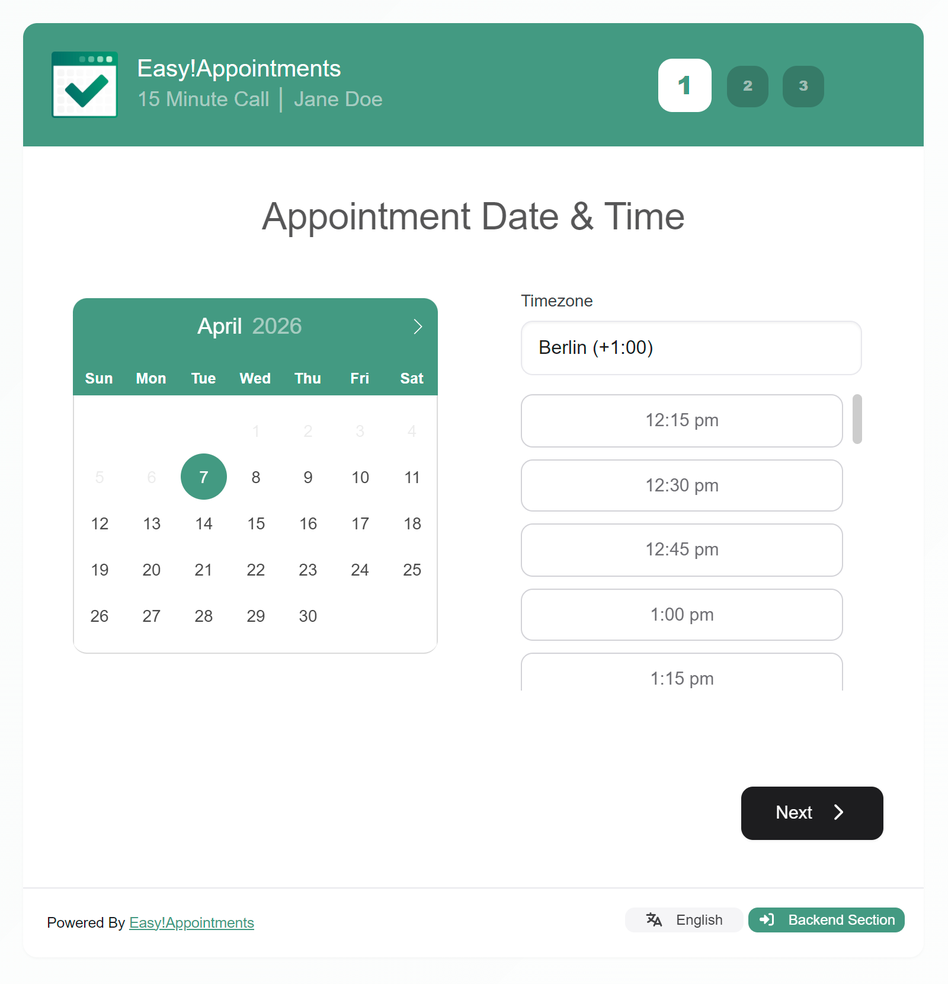 Easy!Appointments
15 Minute Call │ Jane Doe
1 2 3
Appointment Date & Time
April 2026
Sun Mon Tue Wed Thu Fri Sat
1 2 3 4
5 6 7 8 9 10 11
12 13 14 15 16 17 18
19 20 21 22 23 24 25
26 27 28 29 30
Timezone
Berlin (+1:00)
12:15 pm
12:30 pm
12:45 pm
1:00 pm
1:15 pm
Next
Powered By Easy!Appointments
English
Backend Section